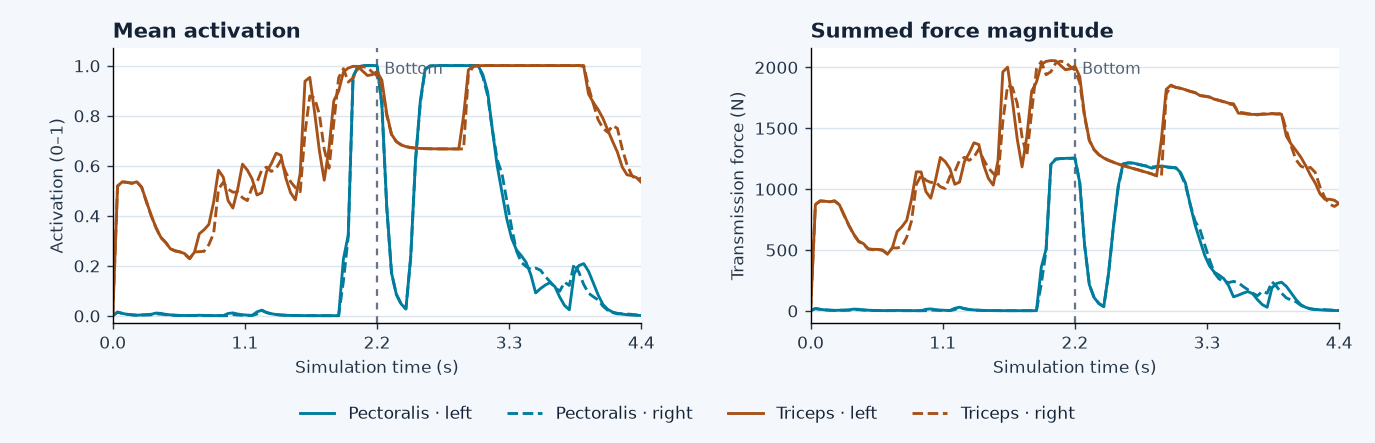 Mean activation
Activation (0–1)
1.0
0.8
0.6
0.4
0.2
0.0
Bottom
0.0 1.1 2.2 3.3 4.4
Simulation time (s)
Summed force magnitude
Transmission force (N)
2000
1500
1000
500
0
Bottom
0.0 1.1 2.2 3.3 4.4
Simulation time (s)
Pectoralis · left Pectoralis · right Triceps · left Triceps · right